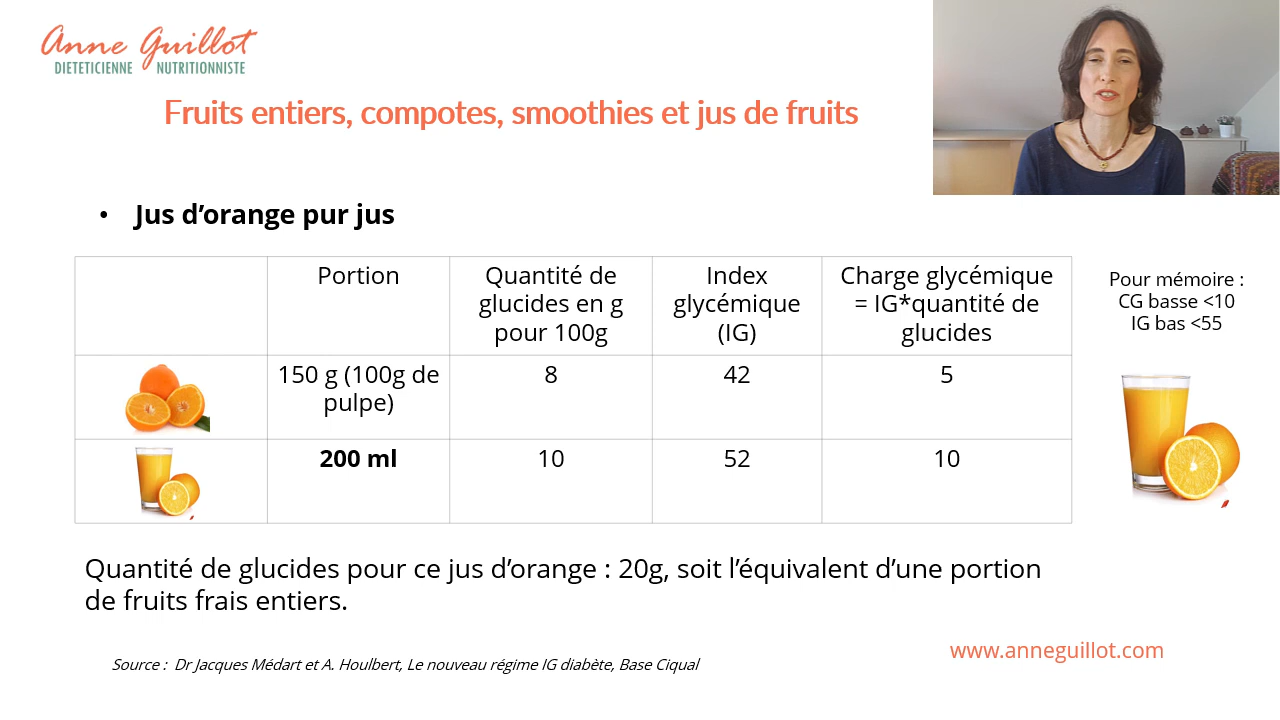 Anne Guillot
DIETETICIENNE NUTRITIONNISTE
Fruits entiers, compotes, smoothies et jus de fruits
• Jus d’orange pur jus
Portion
Quantité de
glucides en g
pour 100g
Index
glycémique
(IG)
Charge glycémique
= IG*quantité de
glucides
150 g (100g de
pulpe)
8
42
5
200 ml
10
52
10
Pour mémoire :
CG basse <10
IG bas <55
Quantité de glucides pour ce jus d’orange : 20g, soit l’équivalent d’une portion
de fruits frais entiers.
www.anneguillot.com
Source : Dr Jacques Médart et A. Houlbert, Le nouveau régime IG diabète, Base Ciqual